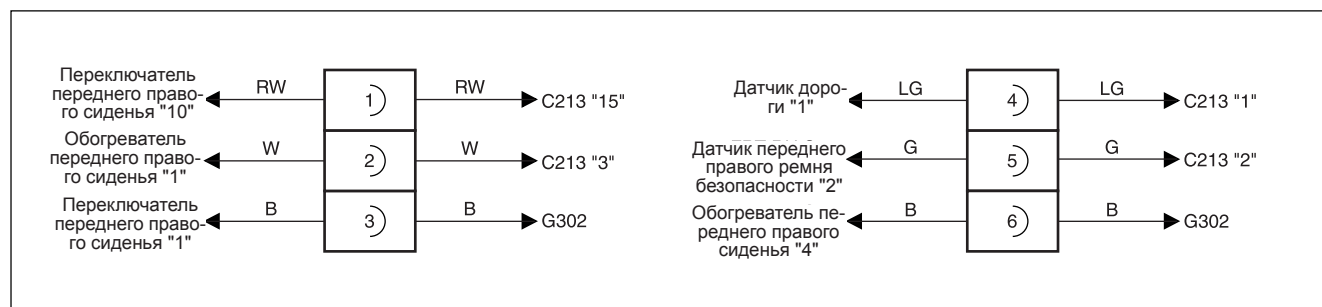 Переключатель
переднего право-
го сиденья "10"
RW
1
RW
C213 "15"
Обогреватель
переднего право-
го сиденья "1"
W
2
W
C213 "3"
Переключатель
переднего право-
го сиденья "1"
B
3
B
G302
Датчик доро-
ги "1"
LG
4
LG
C213 "1"
Датчик переднего
правого ремня
безопасности "2"
G
5
G
C213 "2"
Обогреватель пе-
реднего правого
сиденья "4"
B
6
B
G302